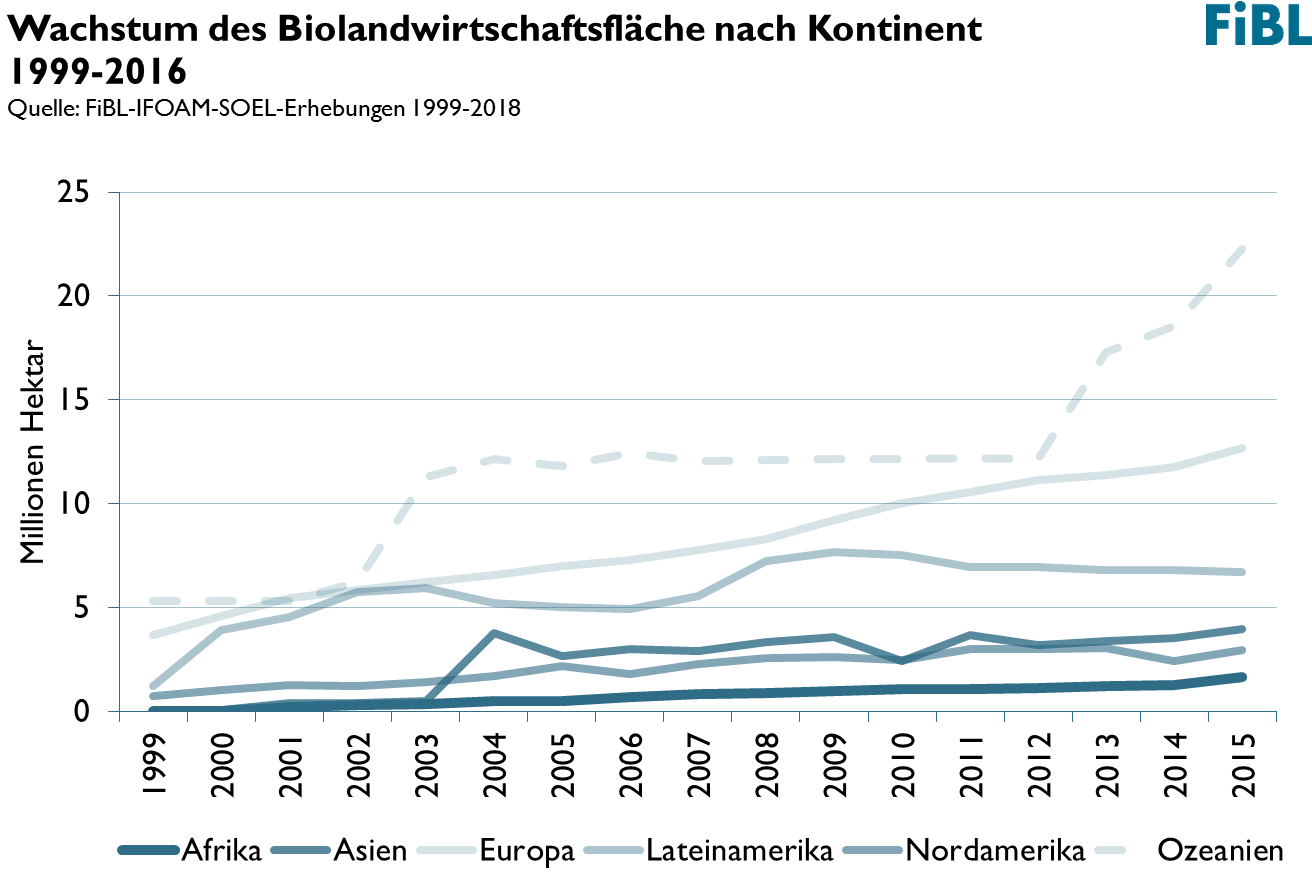 Wachstum des Biolandwirtschaftsfläche nach Kontinent
1999-2016
FiBL
Quelle: FiBL-IFOAM-SOEL-Erhebungen 1999-2018
Millionen Hektar
25
20
15
10
5
0
1999 2000 2001 2002 2003 2004 2005 2006 2007 2008 2009 2010 2011 2012 2013 2014 2015
Afrika Asien Europa Lateinamerika Nordamerika Ozeanien